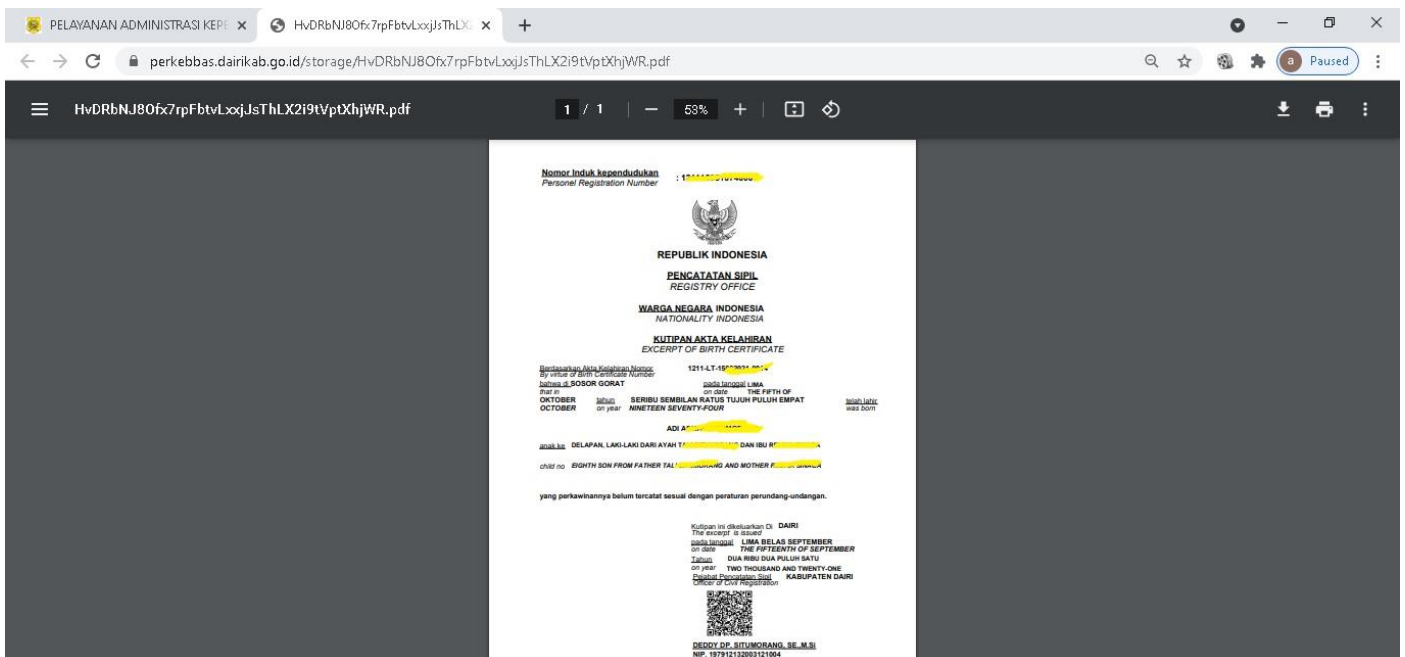 PELAYANAN ADMINISTRASI KEPE
HvDRbNJ8Ofx7rpFbtvLxxjJsThLX2
perkebbas.dairikab.go.id/storage/HvDRbNJ8Ofx7rpFbtvLxxjJsThLX2i9tVptXhjWR.pdf
a Paused
HvDRbNJ8Ofx7rpFbtvLxxjJsThLX2i9tVptXhjWR.pdf
1 / 1
53%
Nomor Induk kependudukan
Personel Registration Number
REPUBLIK INDONESIA
PENCATATAN SIPIL
REGISTRY OFFICE
WARGA NEGARA INDONESIA
NATIONALITY INDONESIA
KUTIPAN AKTA KELAHIRAN
EXCERPT OF BIRTH CERTIFICATE
Berdasarkan Akta Kelahiran Nomor 1211-LT-
By virtue of Birth Certificate Number
bahwa di SOSOR GORAT pada tanggal LIMA
that in on date THE FIFTH OF
OKTOBER tahun SERIBU SEMBILAN RATUS TUJUH PULUH EMPAT telah lahir
OCTOBER on year NINETEEN SEVENTY-FOUR was born
ADI
anak ke DELAPAN, LAKI-LAKI DARI AYAH DAN IBU
child no EIGHTH SON FROM FATHER AND MOTHER
yang perkawinannya belum tercatat sesuai dengan peraturan perundang-undangan.
Kutipan ini dikeluarkan Di DAIRI
The excerpt is issued
pada tanggal LIMA BELAS SEPTEMBER
on date THE FIFTEENTH OF SEPTEMBER
Tahun DUA RIBU DUA PULUH SATU
on year TWO THOUSAND AND TWENTY-ONE
Pejabat Pencatatan Sipil KABUPATEN DAIRI
Officer of Civil Registration
DEDDY DP. SITUMORANG, SE.,M.Si
NIP. 197912132003121004